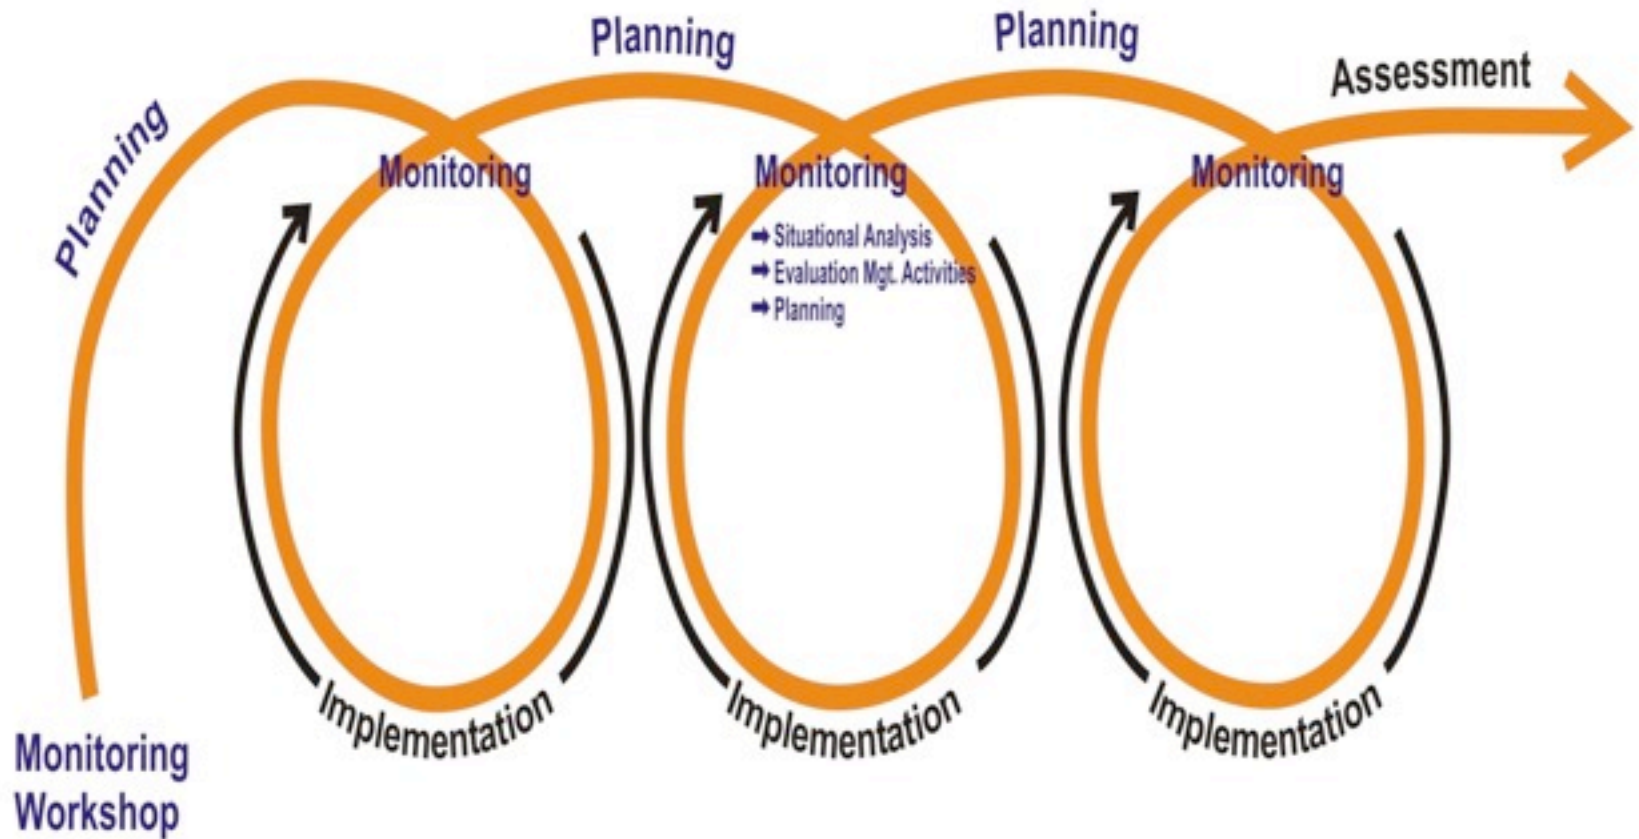 Planning
Planning
Planning
Assessment
Monitoring
Monitoring
Monitoring
➡ Situational Analysis
➡ Evaluation Mgt. Activities
➡ Planning
Implementation
Implementation
Implementation
Monitoring
Workshop